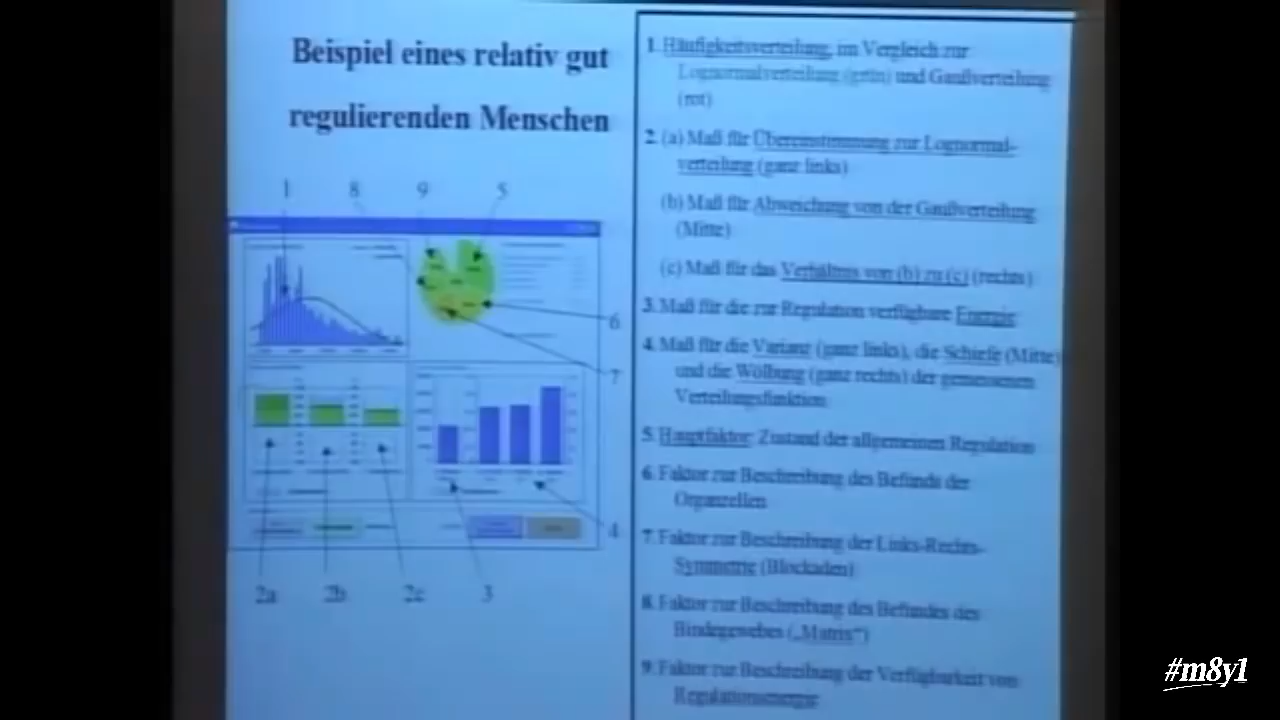 Beispiel eines relativ gut
regulierenden Menschen
1 8 9 5
6
7
4
2a 2b 2c 3
1. Häufigkeitsverteilung, im Vergleich zur
Lognormalverteilung (grün) und Gaußverteilung
(rot)
2. (a) Maß für Übereinstimmung zur Lognormal-
verteilung (ganz links)
(b) Maß für Abweichung von der Gaußverteilung
(Mitte)
(c) Maß für das Verhältnis von (b) zu (c) (rechts)
3. Maß für die zur Regulation verfügbare Energie
4. Maß für die Varianz (ganz links), die Schiefe (Mitte)
und die Wölbung (ganz rechts) der gemessenen
Verteilungsfunktion
5. Hauptfaktor: Zustand der allgemeinen Regulation
6. Faktor zur Beschreibung des Befunds der
Organzellen
7. Faktor zur Beschreibung der Links-Rechts-
Symmetrie (Blockaden)
8. Faktor zur Beschreibung des Befundes des
Bindegewebes („Matrix“)
9. Faktor zur Beschreibung der Verfügbarkeit von
Regulationsenergie
#m8y1